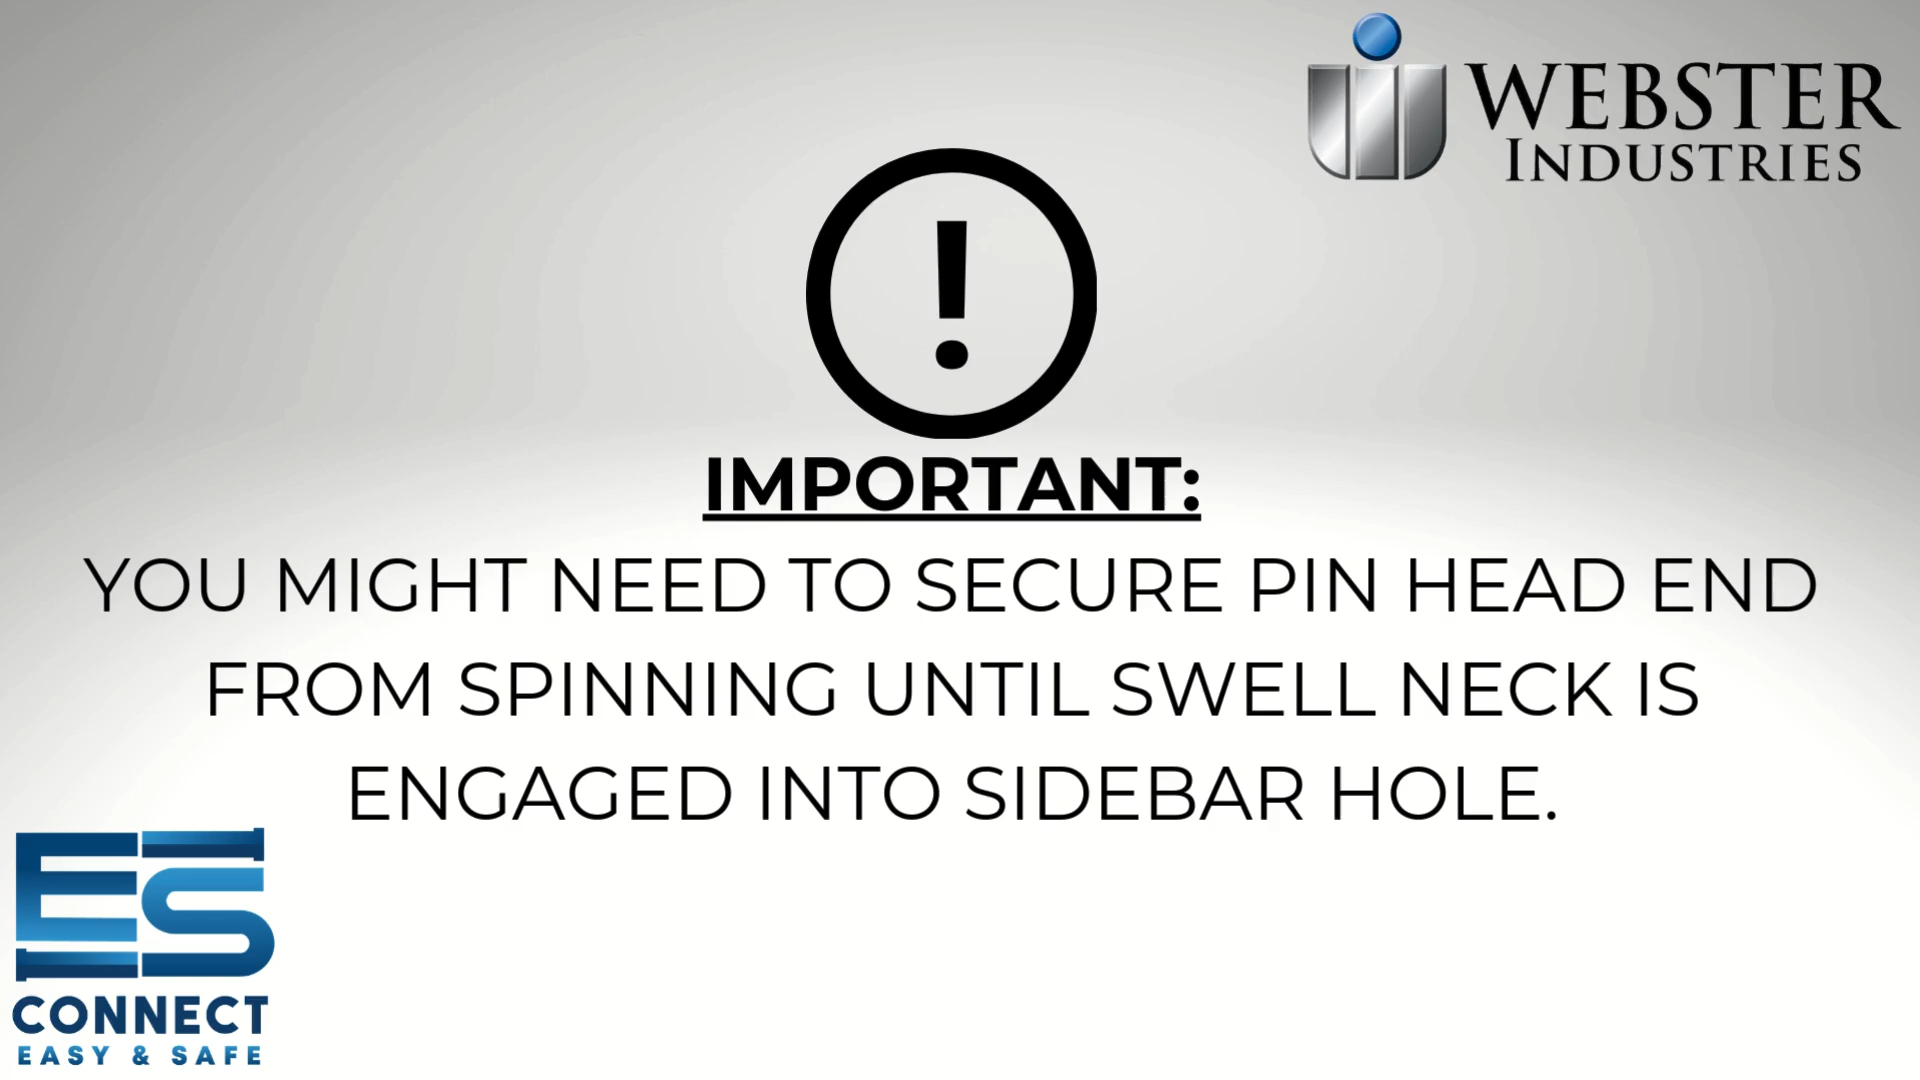 WEBSTER
INDUSTRIES
!
IMPORTANT:
YOU MIGHT NEED TO SECURE PIN HEAD END
FROM SPINNING UNTIL SWELL NECK IS
ENGAGED INTO SIDEBAR HOLE.
ES
CONNECT
EASY & SAFE